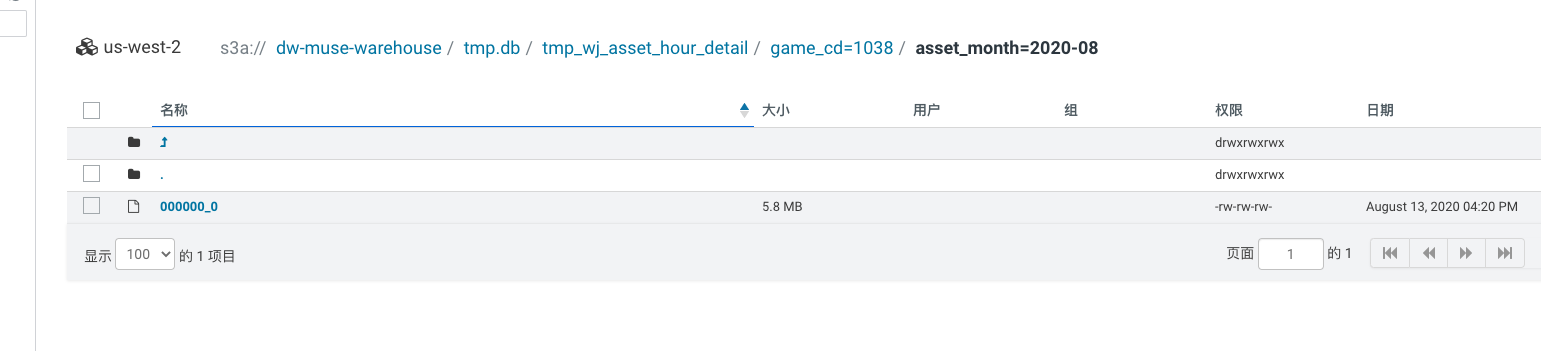 us-west-2 s3a:// dw-muse-warehouse / tmp.db / tmp_wj_asset_hour_detail / game_cd=1038 / asset_month=2020-08
名称 大小 用户 组 权限 日期
drwxrwxrwx
. drwxrwxrwx
000000_0 5.8 MB -rw-rw-rw- August 13, 2020 04:20 PM
显示 100 的 1 项目 页面 1 的 1